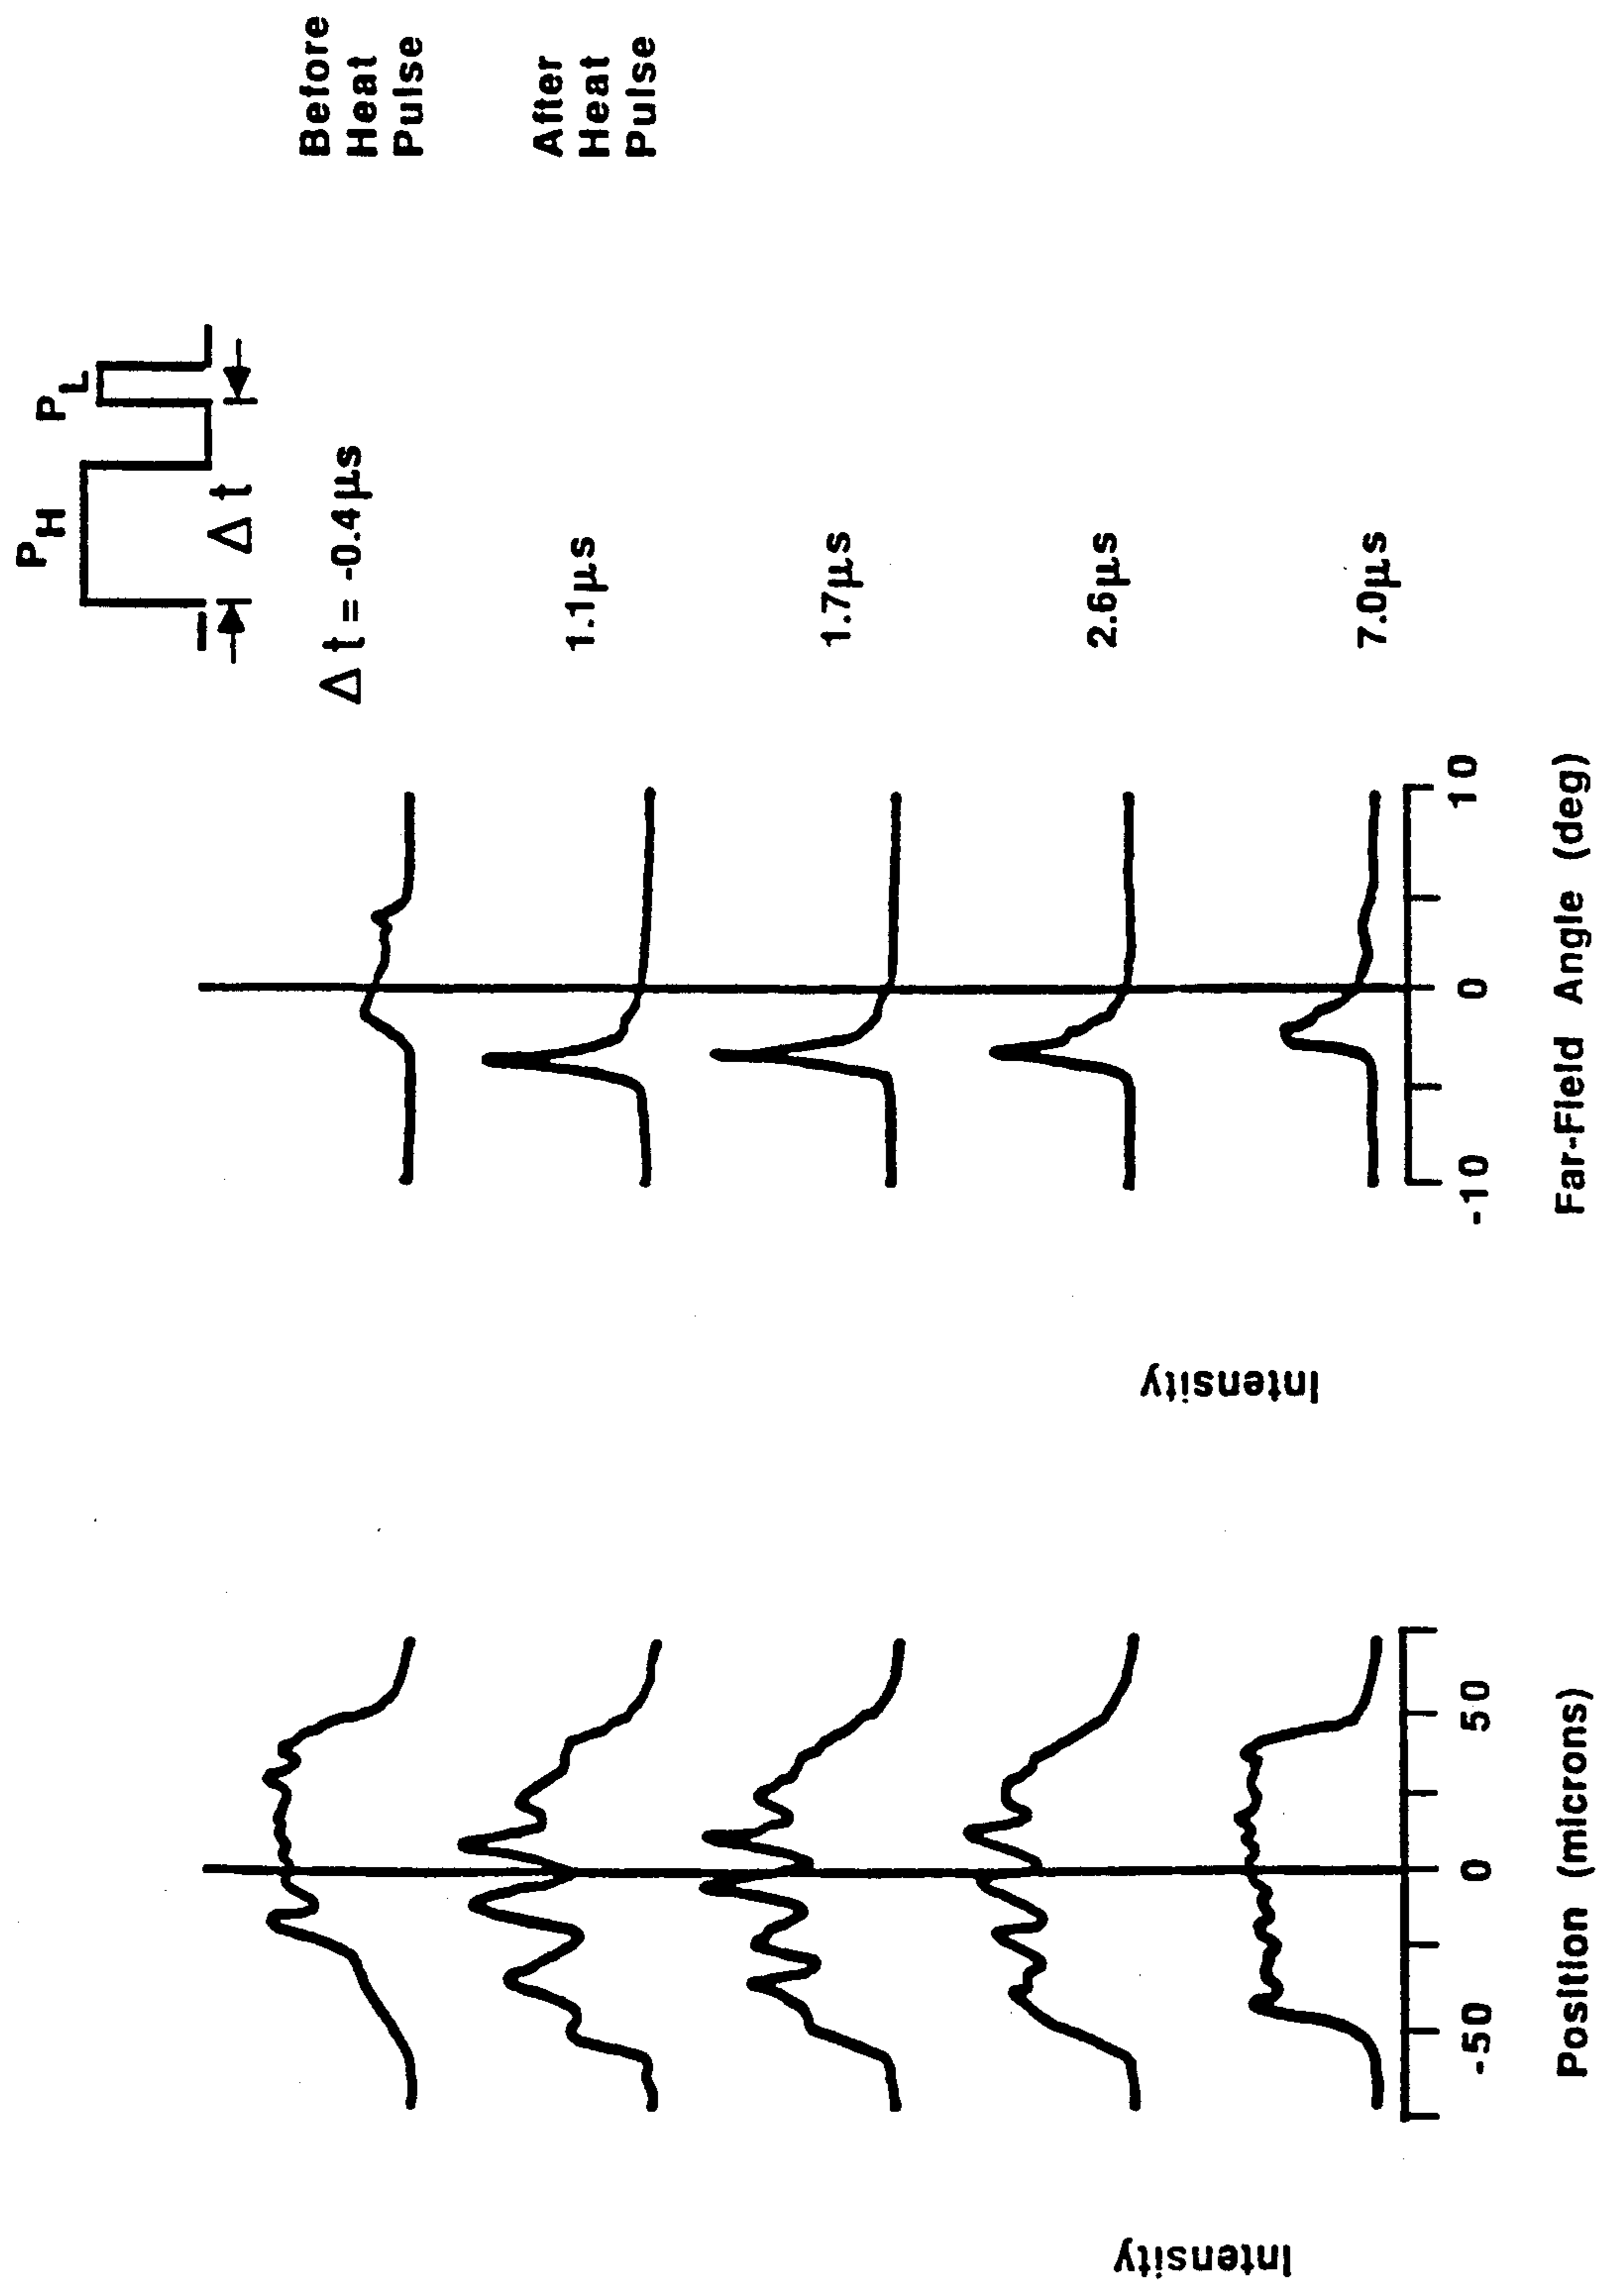 P_H
P_L
Δt
Δt = -0.4μs
Before
Heat
Pulse
1.1μs
After
Heat
Pulse
1.7μs
2.6μs
7.0μs
Intensity
Intensity
-50
0
50
-10
0
10
Position (microns)
Far-Field Angle (deg)